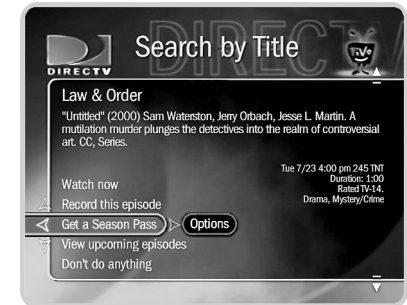 Search by Title
DIRECTV
TiVo
Law & Order
"Untitled" (2000) Sam Waterston, Jerry Orbach, Jesse L. Martin. A
mutilation murder plunges the detectives into the realm of controversial
art. CC, Series.
Tue 7/23 4:00 pm 245 TNT
Duration: 1:00
Rated TV-14.
Drama, Mystery/Crime
Watch now
Record this episode
Get a Season Pass
Options
View upcoming episodes
Don't do anything